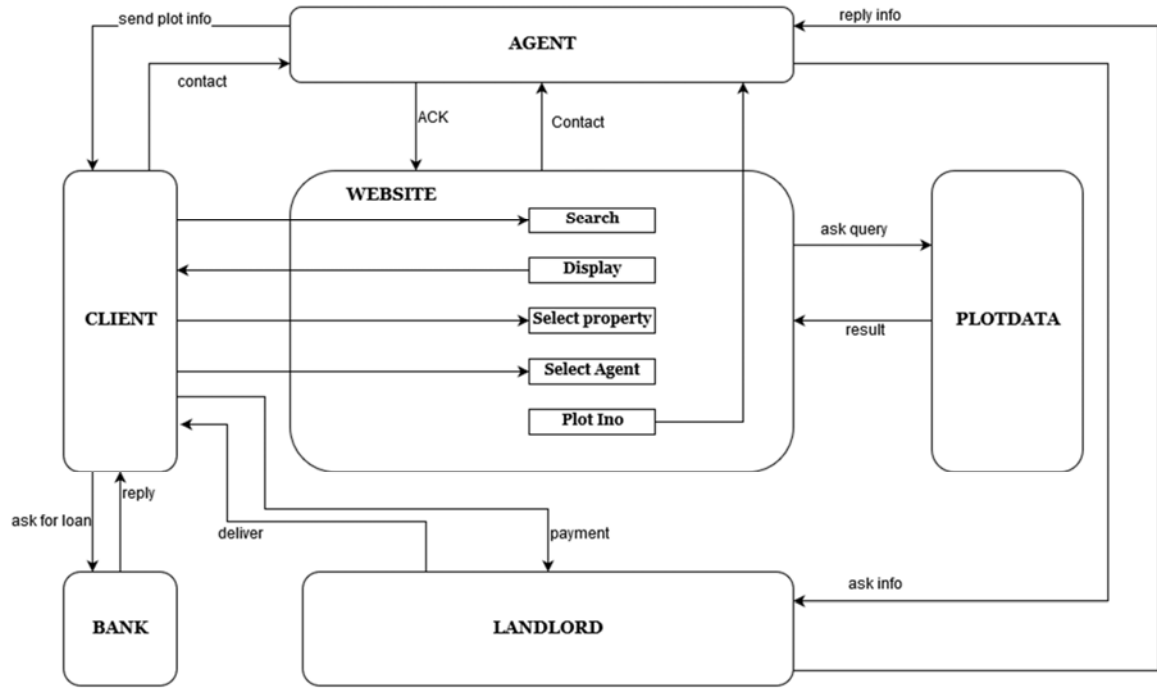 send plot info
reply info
AGENT
contact
ACK
Contact
WEBSITE
Search
ask query
Display
CLIENT
Select property
PLOTDATA
result
Select Agent
Plot Ino
reply
ask for loan
deliver
payment
ask info
BANK
LANDLORD